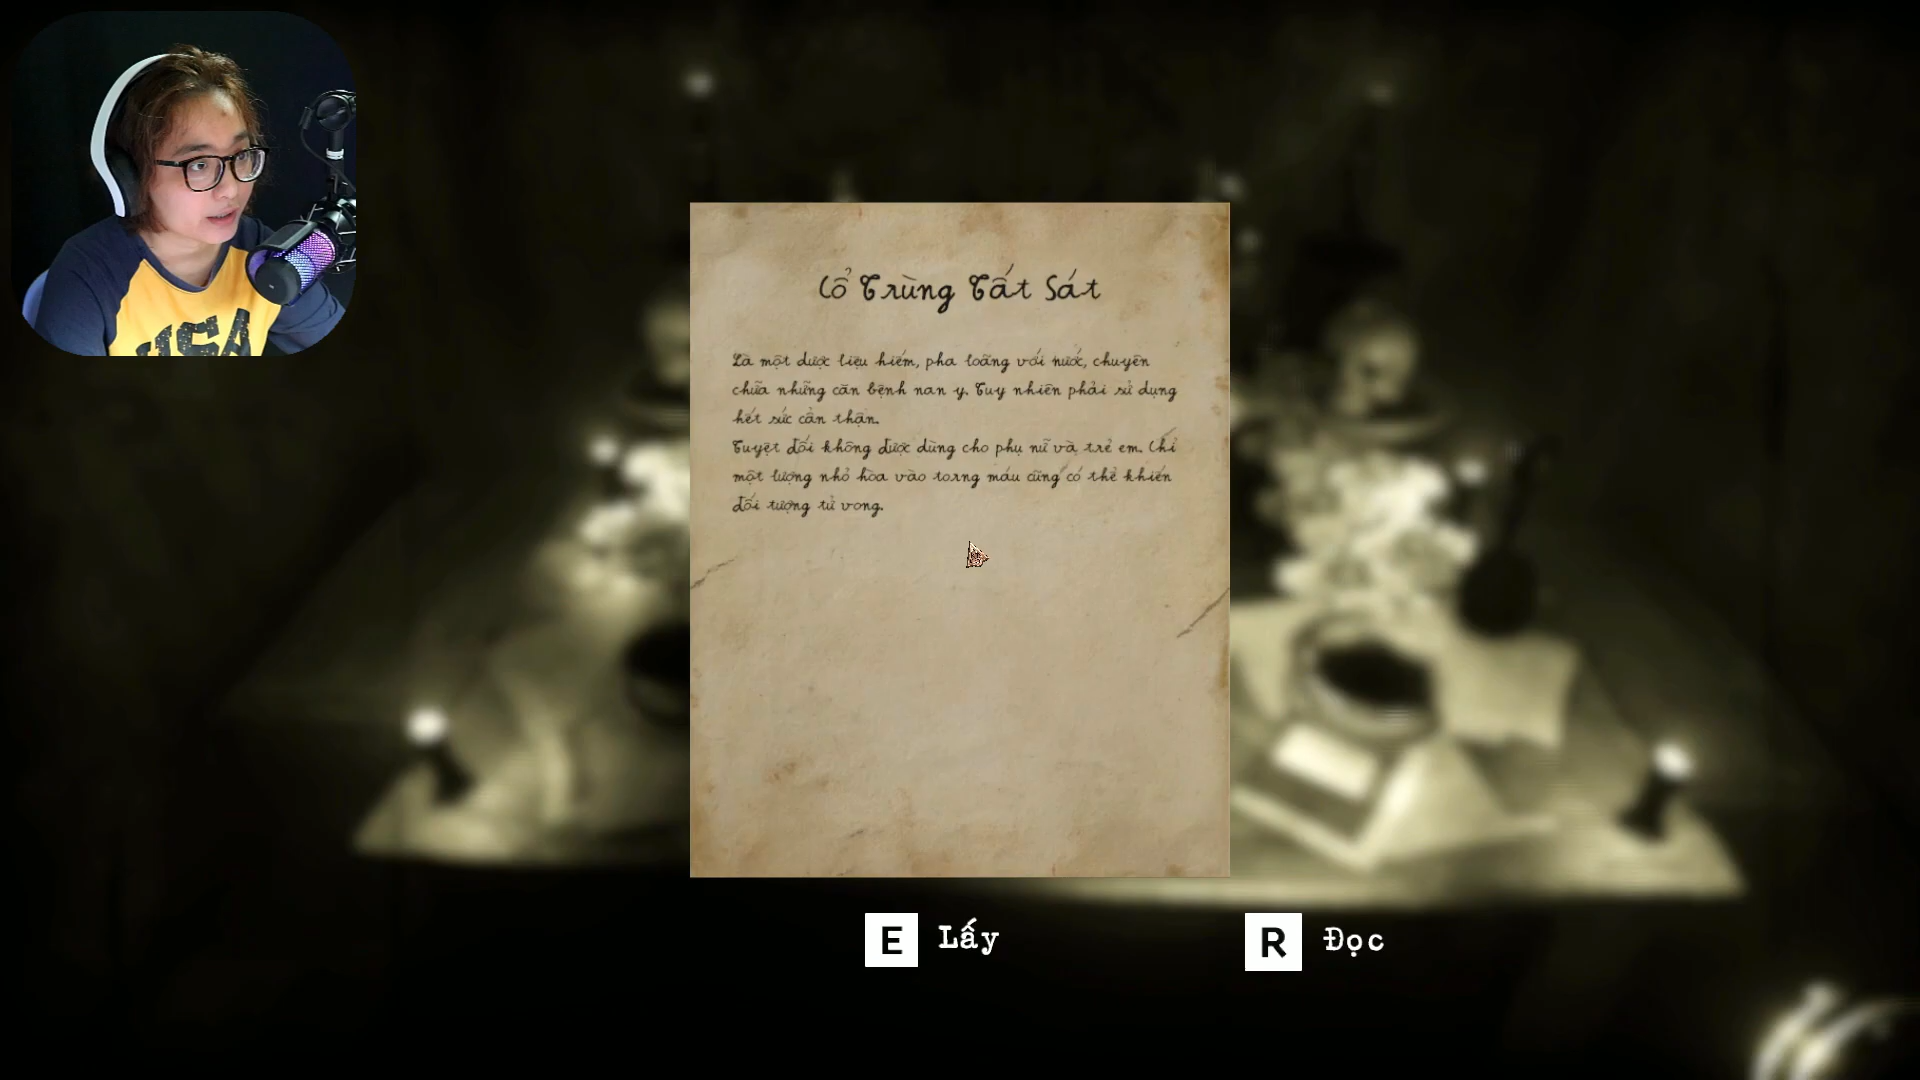 Cổ Trùng Tất Sát
Là một dược liệu hiếm, pha loãng với nước, chuyên
chữa những căn bệnh nan y. Tuy nhiên phải sử dụng
hết sức cẩn thận.
Tuyệt đối không được dùng cho phụ nữ và trẻ em. Chỉ
một lượng nhỏ hòa vào torng máu cũng có thể khiến
đối tượng tử vong.
E Lấy
R Đọc
USA